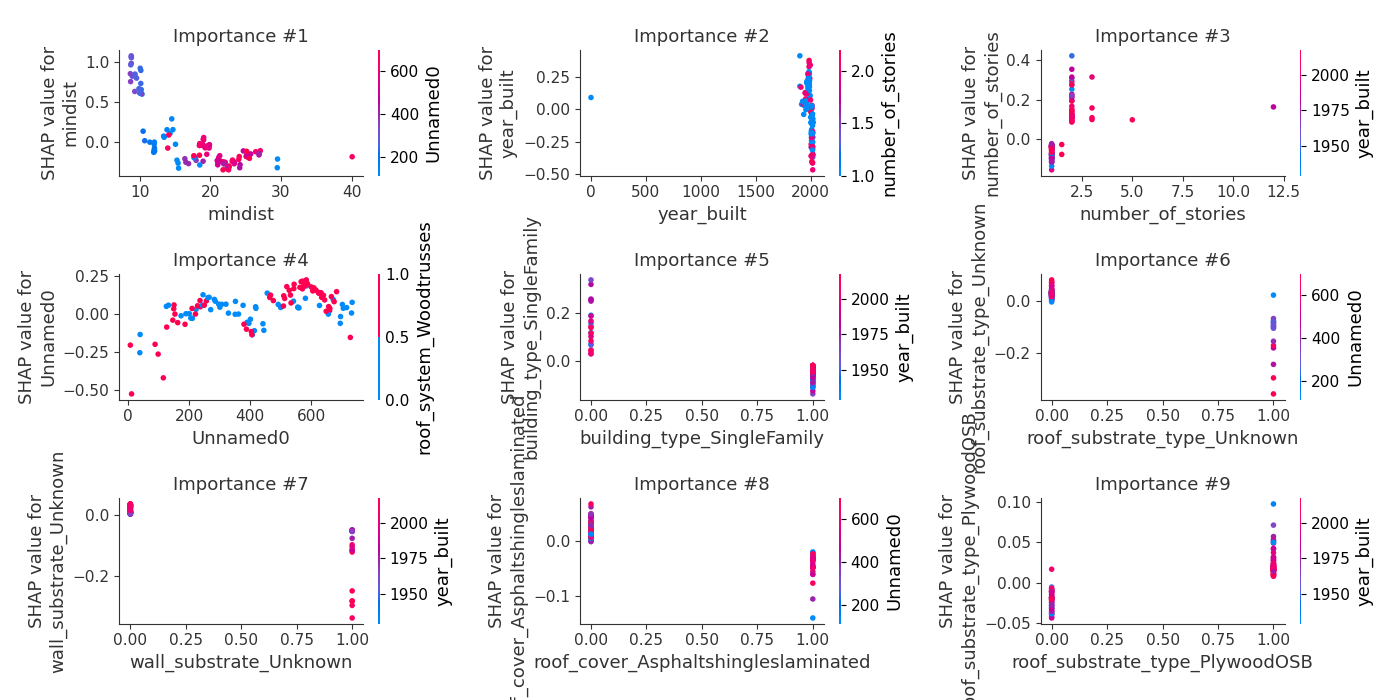 Importance #1
SHAP value for
mindist
1.0
0.5
0.0
10
20
30
40
mindist
600
400
200
Unnamed0
Importance #2
SHAP value for
year_built
0.25
0.00
−0.25
−0.50
0
500
1000
1500
2000
year_built
2.0
1.5
1.0
number_of_stories
Importance #3
SHAP value for
number_of_stories
0.4
0.2
0.0
2.5
5.0
7.5
10.0
12.5
number_of_stories
2000
1975
1950
year_built
Importance #4
SHAP value for
Unnamed0
0.25
0.00
−0.25
−0.50
0
200
400
600
Unnamed0
1.0
0.5
0.0
roof_system_Woodtrusses
Importance #5
SHAP value for
building_type_SingleFamily
0.2
0.0
0.00
0.25
0.50
0.75
1.00
building_type_SingleFamily
2000
1975
1950
year_built
Importance #6
SHAP value for
roof_substrate_type_Unknown
0.0
−0.2
0.00
0.25
0.50
0.75
1.00
roof_substrate_type_Unknown
600
400
200
Unnamed0
Importance #7
SHAP value for
wall_substrate_Unknown
0.0
−0.2
0.00
0.25
0.50
0.75
1.00
wall_substrate_Unknown
2000
1975
1950
year_built
Importance #8
SHAP value for
f_cover_Asphaltshingleslaminated
0.0
−0.1
0.00
0.25
0.50
0.75
1.00
roof_cover_Asphaltshingleslaminated
600
400
200
Unnamed0
Importance #9
SHAP value for
oof_substrate_type_PlywoodOSB
0.10
0.05
0.00
−0.05
0.00
0.25
0.50
0.75
1.00
roof_substrate_type_PlywoodOSB
2000
1975
1950
year_built